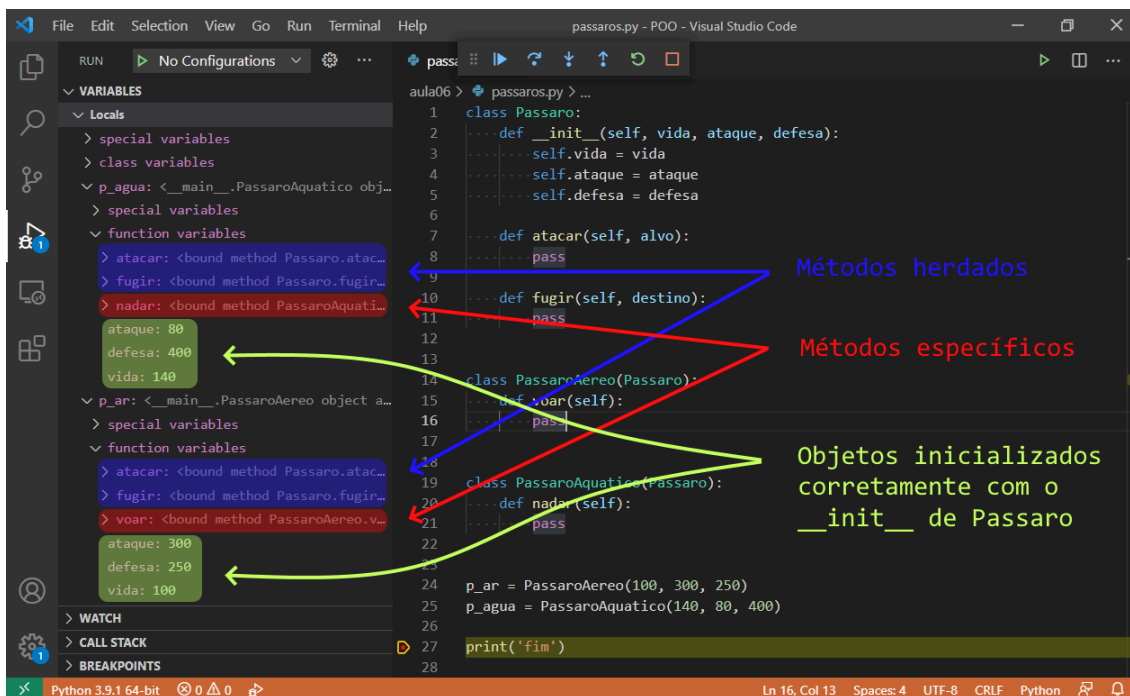 File Edit Selection View Go Run Terminal Help passaros.py - POO - Visual Studio Code
RUN No Configurations ...
VARIABLES
Locals
special variables
class variables
p_agua: <__main__.PassaroAquatico obj…
special variables
function variables
atacar: <bound method Passaro.atac…
fugir: <bound method Passaro.fugir…
nadar: <bound method PassaroAquati…
ataque: 80
defesa: 400
vida: 140
p_ar: <__main__.PassaroAereo object a…
special variables
function variables
atacar: <bound method Passaro.atac…
fugir: <bound method Passaro.fugir…
voar: <bound method PassaroAereo.v…
ataque: 300
defesa: 250
vida: 100
WATCH
CALL STACK
BREAKPOINTS
1
1
passa
aula06 > passaros.py > ...
1 class Passaro:
2 def __init__(self, vida, ataque, defesa):
3 self.vida = vida
4 self.ataque = ataque
5 self.defesa = defesa
6
7 def atacar(self, alvo):
8 pass
9
10 def fugir(self, destino):
11 pass
12
13
14 class PassaroAereo(Passaro):
15 def voar(self):
16 pass
17
18
19 class PassaroAquatico(Passaro):
20 def nadar(self):
21 pass
22
23
24 p_ar = PassaroAereo(100, 300, 250)
25 p_agua = PassaroAquatico(140, 80, 400)
26
27 print('fim')
28
Métodos herdados
Métodos específicos
Objetos inicializados
corretamente com o
__init__ de Passaro
Python 3.9.1 64-bit 0 0 Ln 16, Col 13 Spaces: 4 UTF-8 CRLF Python